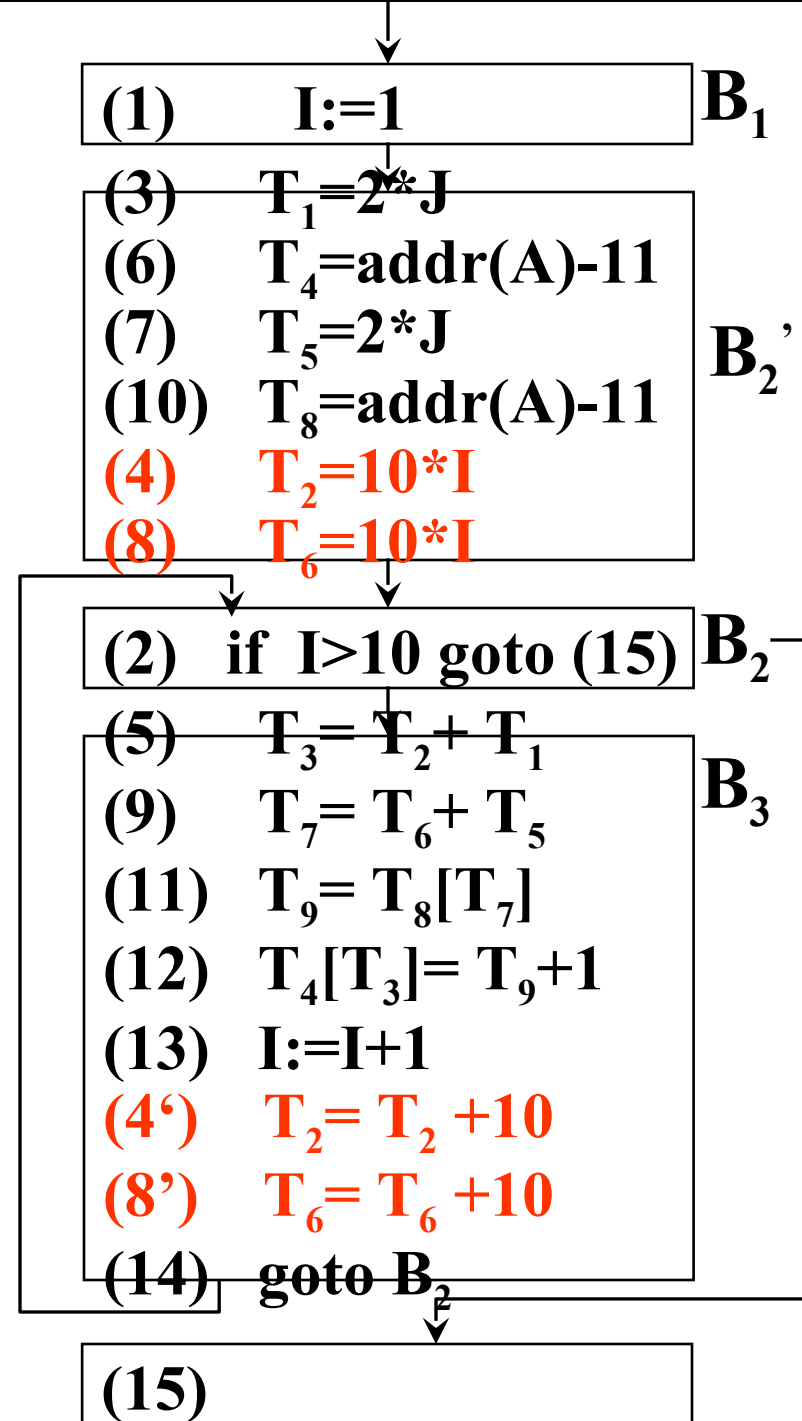 (1) I:=1 B₁
(3) T₁=2*J
(6) T₄=addr(A)-11
(7) T₅=2*J B₂’
(10) T₈=addr(A)-11
(4) T₂=10*I
(8) T₆=10*I
(2) if I>10 goto (15) B₂
(5) T₃= T₂+ T₁
(9) T₇= T₆+ T₅ B₃
(11) T₉= T₈[T₇]
(12) T₄[T₃]= T₉+1
(13) I:=I+1
(4‘) T₂= T₂ +10
(8’) T₆= T₆ +10
(14) goto B₂
(15)